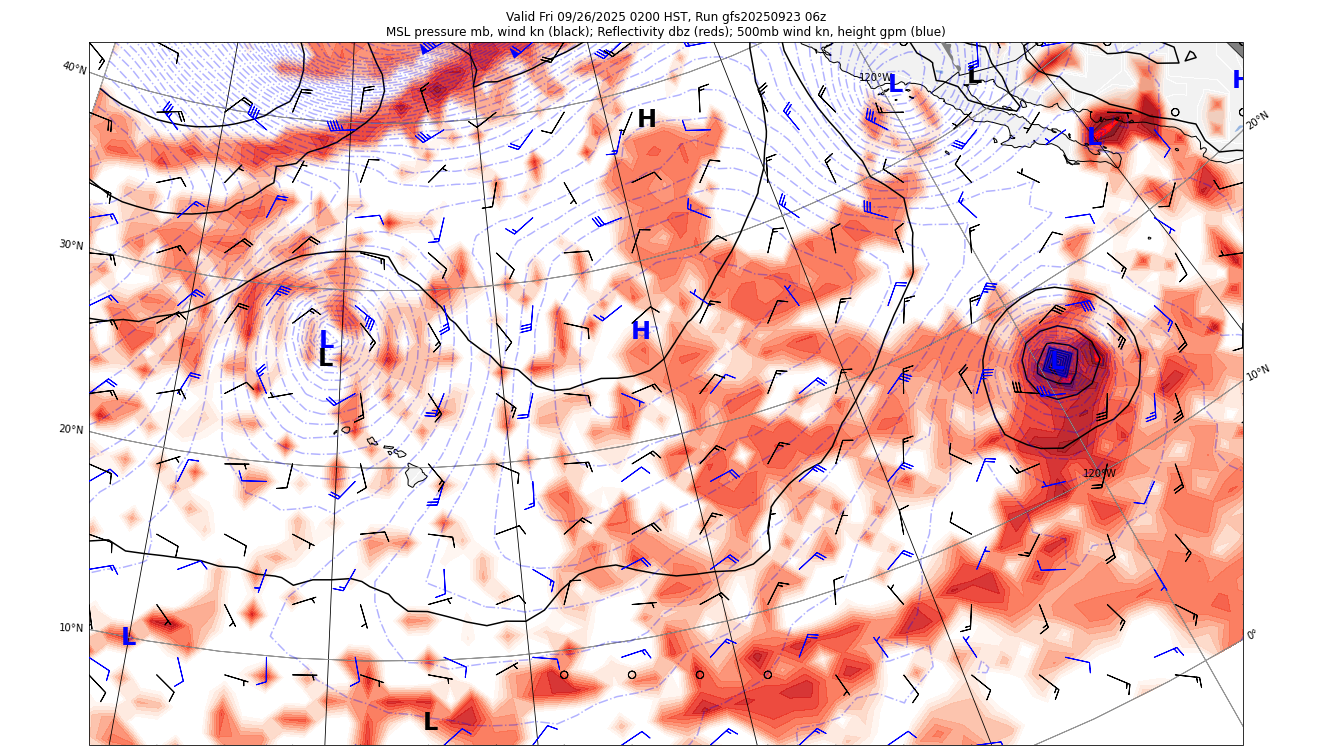 Valid Fri 09/26/2025 0200 HST, Run gfs20250923 06z
MSL pressure mb, wind kn (black); Reflectivity dbz (reds); 500mb wind kn, height gpm (blue)
40°N
120°W
L
L
H
20°N
H
L
30°N
L
L
H
10°N
20°N
120°W
10°N
L
0°
L